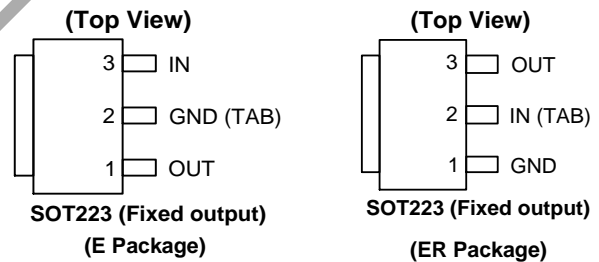 (Top View)
3 IN
2 GND (TAB)
1 OUT
SOT223 (Fixed output)
(E Package)
(Top View)
3 OUT
2 IN (TAB)
1 GND
SOT223 (Fixed output)
(ER Package)